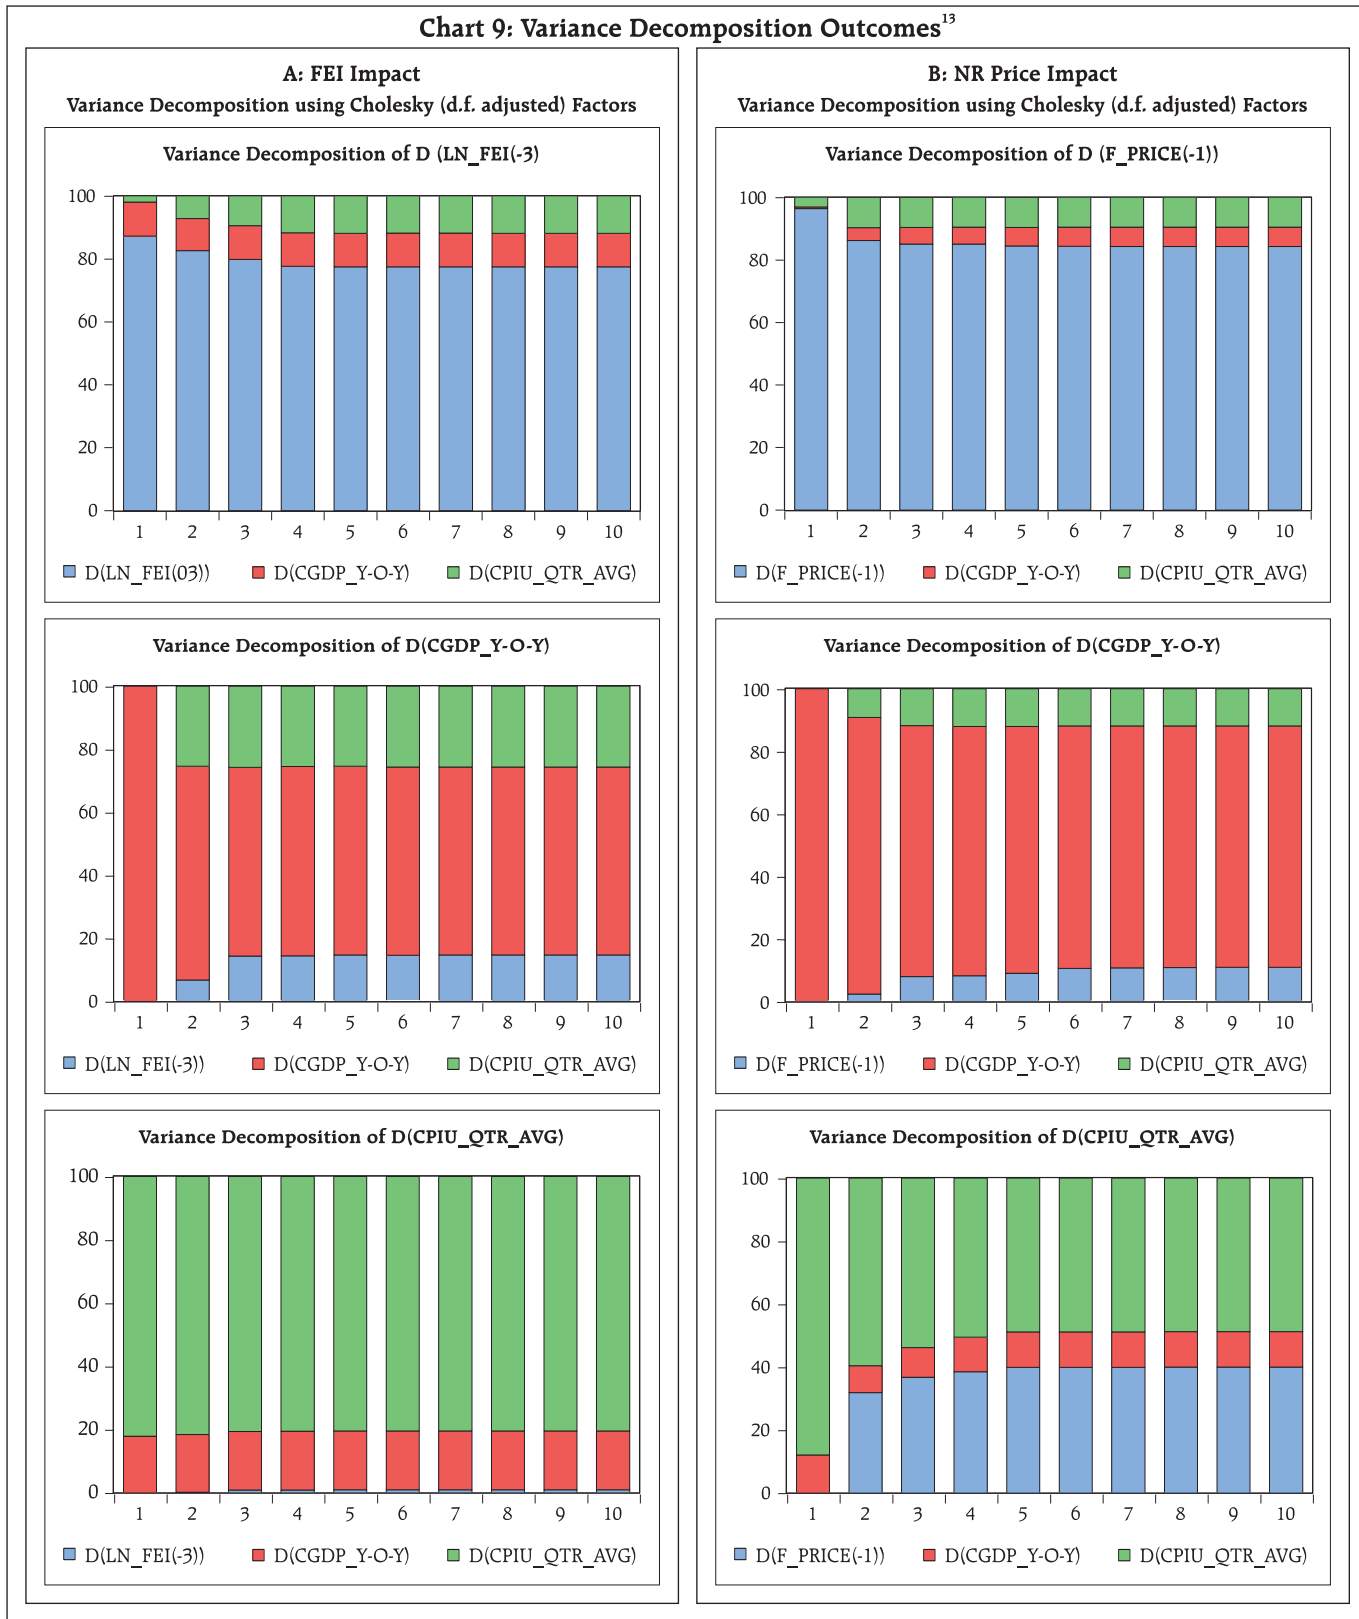 Chart 9: Variance Decomposition Outcomes13
A: FEI Impact
Variance Decomposition using Cholesky (d.f. adjusted) Factors
Variance Decomposition of D (LN_FEI(-3)
100
80
60
40
20
0
1 2 3 4 5 6 7 8 9 10
D(LN_FEI(03)) D(CGDP_Y-O-Y) D(CPIU_QTR_AVG)
Variance Decomposition of D(CGDP_Y-O-Y)
100
80
60
40
20
0
1 2 3 4 5 6 7 8 9 10
D(LN_FEI(-3)) D(CGDP_Y-O-Y) D(CPIU_QTR_AVG)
Variance Decomposition of D(CPIU_QTR_AVG)
100
80
60
40
20
0
1 2 3 4 5 6 7 8 9 10
D(LN_FEI(-3)) D(CGDP_Y-O-Y) D(CPIU_QTR_AVG)
B: NR Price Impact
Variance Decomposition using Cholesky (d.f. adjusted) Factors
Variance Decomposition of D (F_PRICE(-1))
100
80
60
40
20
0
1 2 3 4 5 6 7 8 9 10
D(F_PRICE(-1)) D(CGDP_Y-O-Y) D(CPIU_QTR_AVG)
Variance Decomposition of D(CGDP_Y-O-Y)
100
80
60
40
20
0
1 2 3 4 5 6 7 8 9 10
D(F_PRICE(-1)) D(CGDP_Y-O-Y) D(CPIU_QTR_AVG)
Variance Decomposition of D(CPIU_QTR_AVG)
100
80
60
40
20
0
1 2 3 4 5 6 7 8 9 10
D(F_PRICE(-1)) D(CGDP_Y-O-Y) D(CPIU_QTR_AVG)